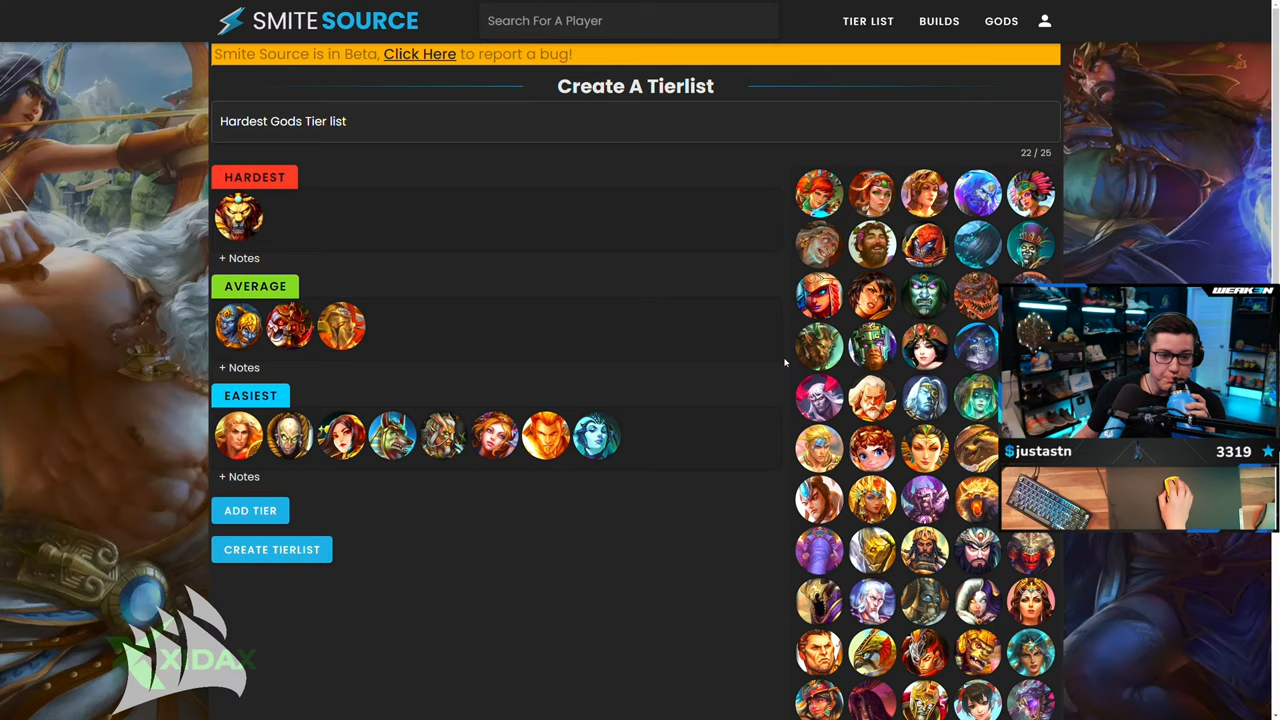 SMITE SOURCE
Search For A Player
TIER LIST
BUILDS
GODS
Smite Source is in Beta, Click Here to report a bug!
Create A Tierlist
Hardest Gods Tier list
22 / 25
HARDEST
+ Notes
AVERAGE
+ Notes
EASIEST
+ Notes
ADD TIER
CREATE TIERLIST
WEAK3N
$justastn
3319
XIDAX